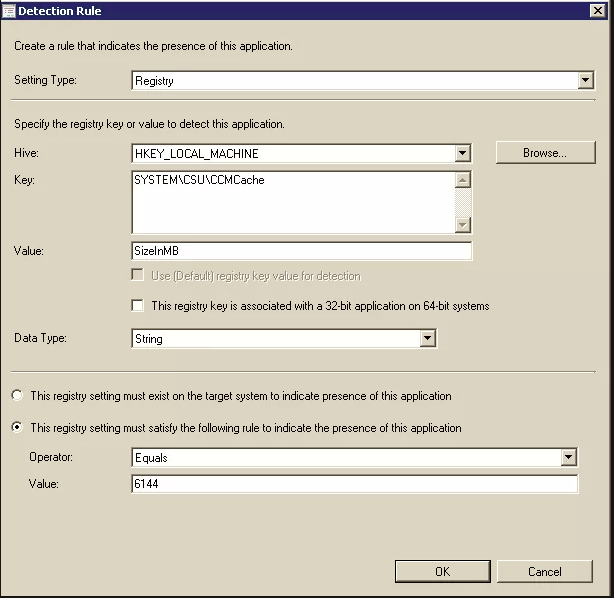 Detection Rule
Create a rule that indicates the presence of this application.
Setting Type: Registry
Specify the registry key or value to detect this application.
Hive: HKEY_LOCAL_MACHINE Browse...
Key: SYSTEM\CSU\CCMCache
Value: SizeInMB
Use (Default) registry key value for detection
This registry key is associated with a 32-bit application on 64-bit systems
Data Type: String
This registry setting must exist on the target system to indicate presence of this application
This registry setting must satisfy the following rule to indicate the presence of this application
Operator: Equals
Value: 6144
OK Cancel